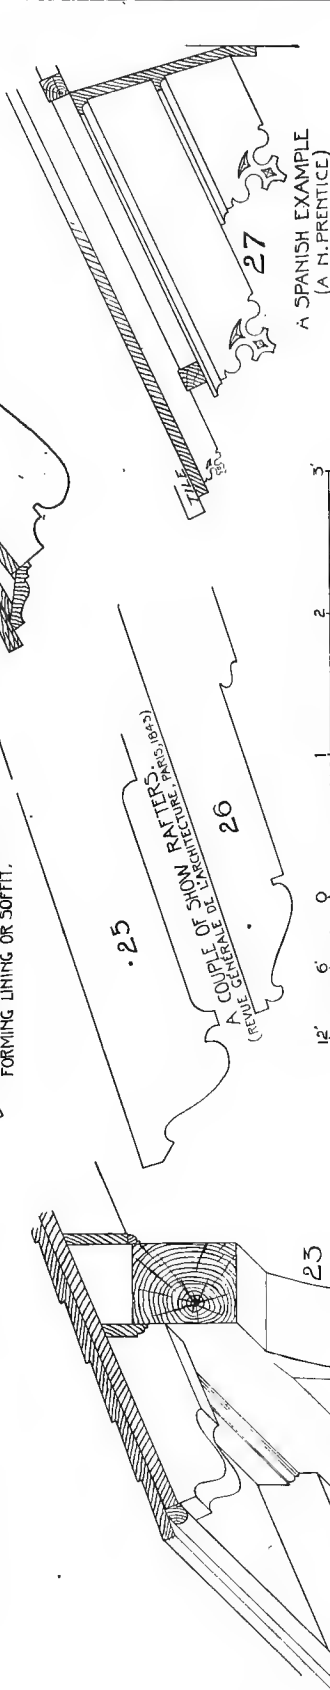 FORMING LINING OR SOFFIT.
23
.25
A COUPLE OF SHOW RAFTERS.
(REVUE GÉNÉRALE DE L'ARCHITECTURE, PARIS, 1843)
26
TILE
27
A SPANISH EXAMPLE
(A. N. PRENTICE)
12" 6" 0 1 2 3'